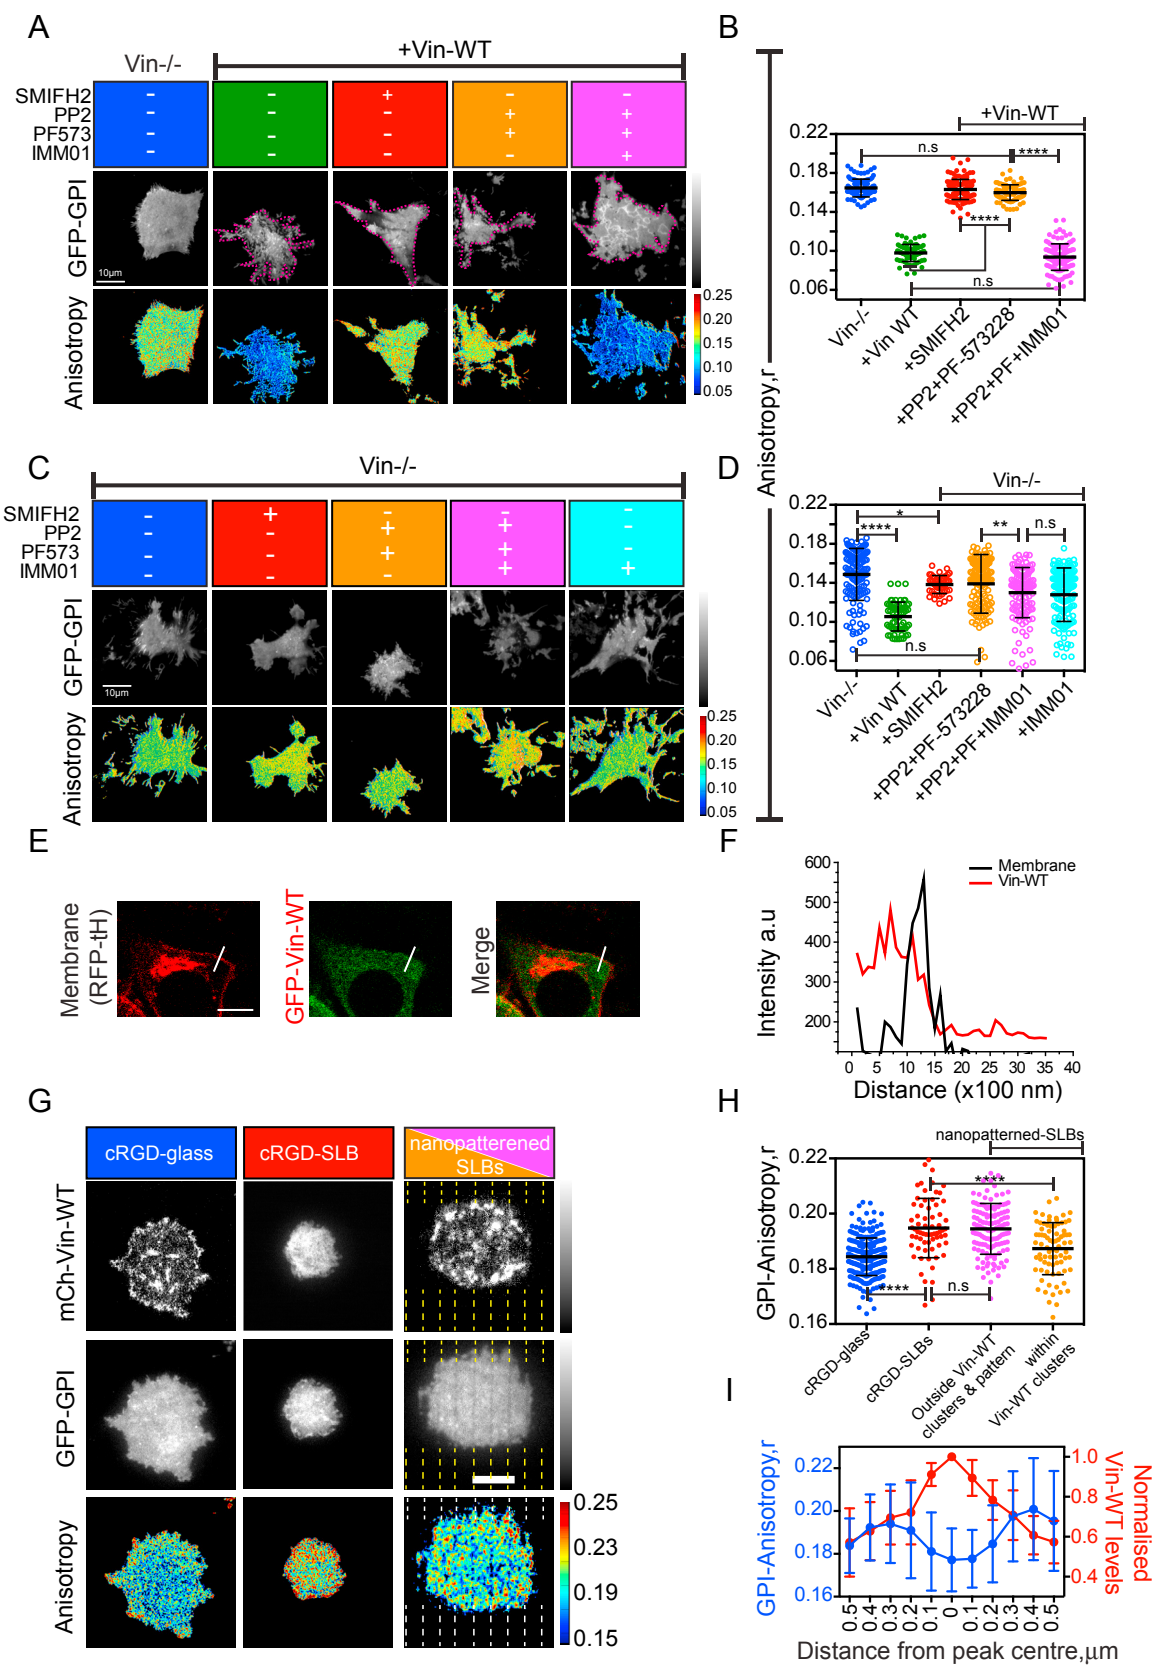 A
Vin-/-
+Vin-WT
SMIFH2 - - + - -
PP2 - - - + +
PF573 - - - + +
IMM01 - - - - +
GFP-GPI
10µm
Anisotropy
0.25
0.20
0.15
0.10
0.05
B
+Vin-WT
Anisotropy,r
0.22
0.18
0.14
0.10
0.06
n.s
****
****
n.s
Vin-/-
+Vin WT
+SMIFH2
+PP2+PF-573228
+PP2+PF+IMM01
C
Vin-/-
SMIFH2 - + - - -
PP2 - - + + -
PF573 - - + + -
IMM01 - - - + +
GFP-GPI
10µm
Anisotropy
0.25
0.20
0.15
0.10
0.05
D
Vin-/-
0.22
0.18
0.14
0.10
0.06
*
****
**
n.s
n.s
Vin-/-
+Vin WT
+SMIFH2
+PP2+PF-573228
+PP2+PF+IMM01
+IMM01
E
Membrane
(RFP-tH)
GFP-Vin-WT
Merge
F
600
500
400
300
200
Intensity a.u
Membrane
Vin-WT
0 5 10 15 20 25 30 35 40
Distance (x100 nm)
G
cRGD-glass
cRGD-SLB
nanopatterened
SLBs
mCh-Vin-WT
GFP-GPI
Anisotropy
0.25
0.23
0.19
0.15
H
nanopatterned-SLBs
GPI-Anisotropy,r
0.22
0.20
0.18
0.16
****
****
n.s
cRGD-glass
cRGD-SLBs
Outside Vin-WT
clusters & pattern
within
Vin-WT clusters
I
GPI-Anisotropy,r
0.22
0.20
0.18
0.16
1.0
0.8
0.6
0.4
Normalised
Vin-WT levels
0.5 0.4 0.3 0.2 0.1 0 0.1 0.2 0.3 0.4 0.5
Distance from peak centre,µm